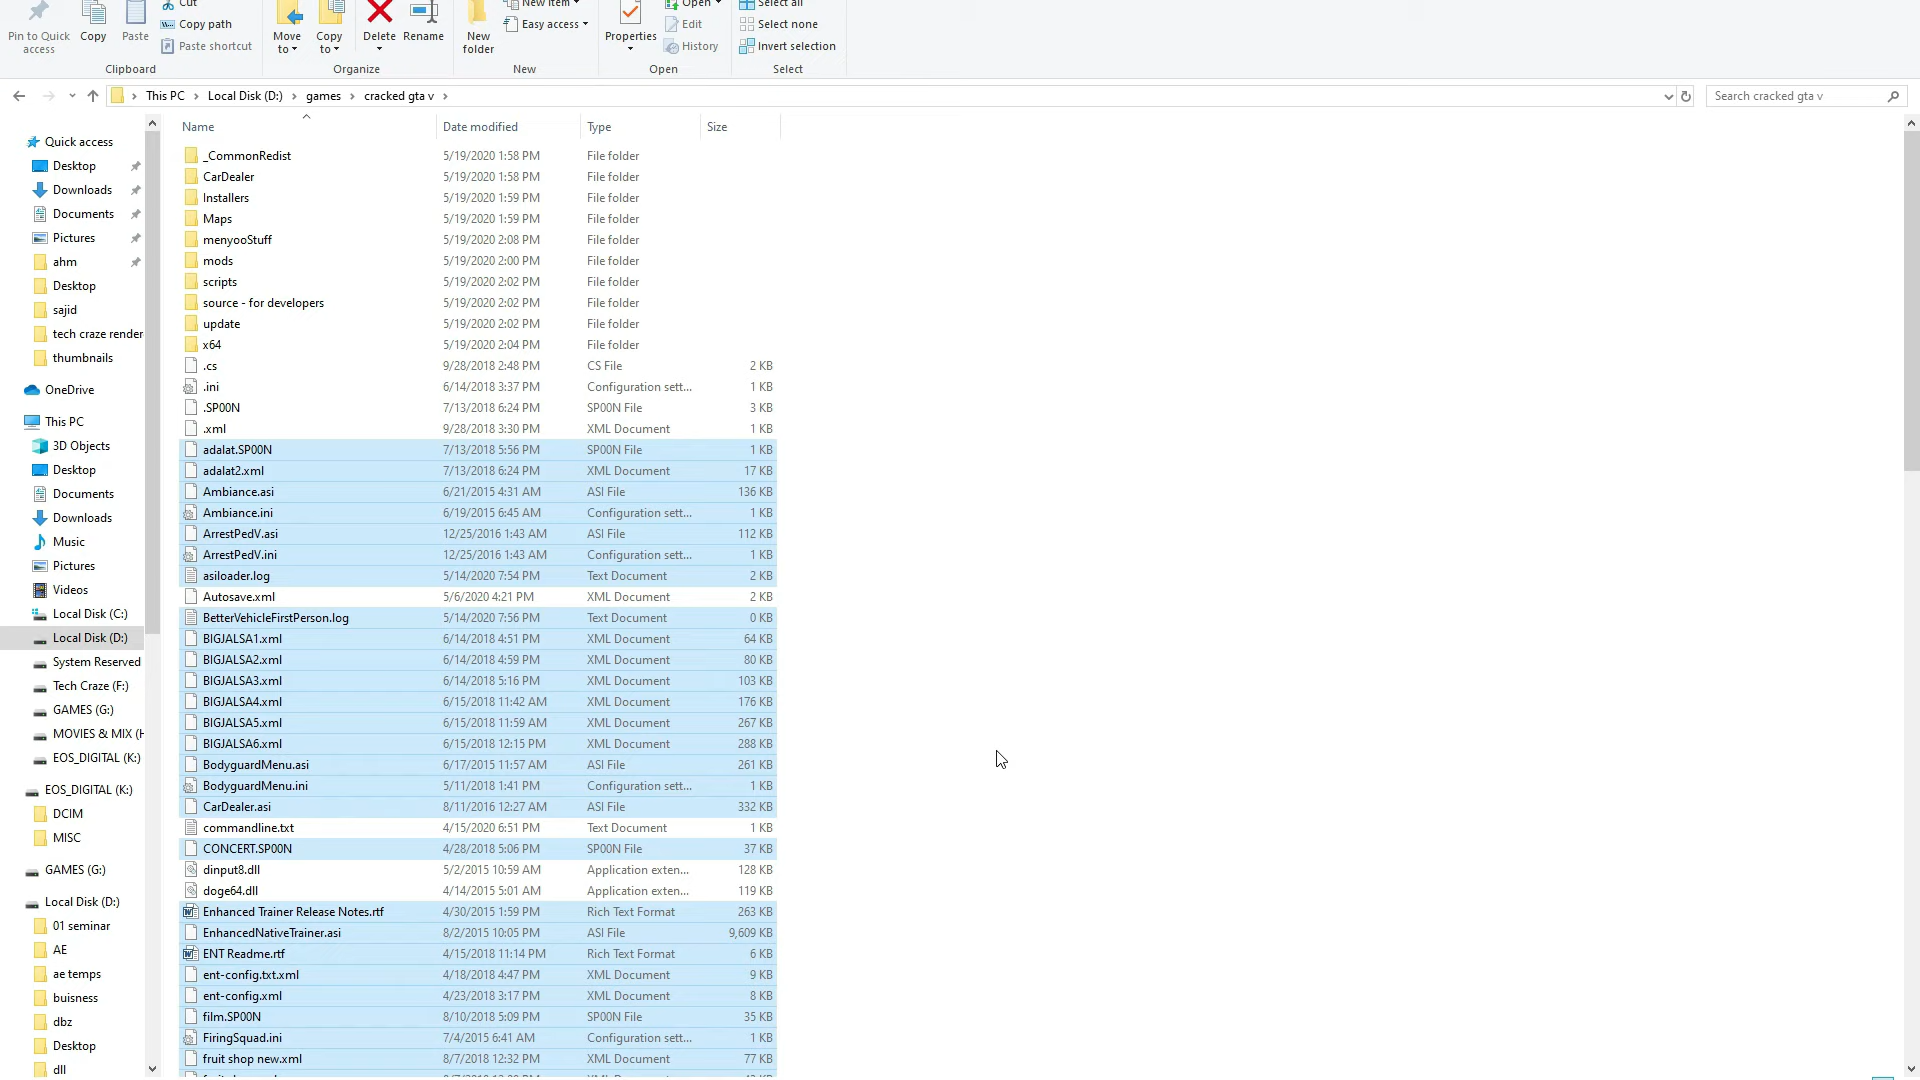 Cut
New item
Open
Select all
Pin to Quick access
Copy
Paste
Copy path
Paste shortcut
Move to
Copy to
Delete
Rename
New folder
Easy access
Properties
Edit
History
Select none
Invert selection
Clipboard
Organize
New
Open
Select
This PC
Local Disk (D:)
games
cracked gta v
Search cracked gta v
Quick access
Desktop
Downloads
Documents
Pictures
ahm
Desktop
sajid
tech craze render
thumbnails
OneDrive
This PC
3D Objects
Desktop
Documents
Downloads
Music
Pictures
Videos
Local Disk (C:)
Local Disk (D:)
System Reserved
Tech Craze (F:)
GAMES (G:)
MOVIES & MIX (H
EOS_DIGITAL (K:)
EOS_DIGITAL (K:)
DCIM
MISC
GAMES (G:)
Local Disk (D:)
01 seminar
AE
ae temps
buisness
dbz
Desktop
dll
Name Date modified Type Size
_CommonRedist 5/19/2020 1:58 PM File folder
CarDealer 5/19/2020 1:58 PM File folder
Installers 5/19/2020 1:59 PM File folder
Maps 5/19/2020 1:59 PM File folder
menyooStuff 5/19/2020 2:08 PM File folder
mods 5/19/2020 2:00 PM File folder
scripts 5/19/2020 2:02 PM File folder
source - for developers 5/19/2020 2:02 PM File folder
update 5/19/2020 2:02 PM File folder
x64 5/19/2020 2:04 PM File folder
.cs 9/28/2018 2:48 PM CS File 2 KB
.ini 6/14/2018 3:37 PM Configuration sett... 1 KB
.SP00N 7/13/2018 6:24 PM SP00N File 3 KB
.xml 9/28/2018 3:30 PM XML Document 1 KB
adalat.SP00N 7/13/2018 5:56 PM SP00N File 1 KB
adalat2.xml 7/13/2018 6:24 PM XML Document 17 KB
Ambiance.asi 6/21/2015 4:31 AM ASI File 136 KB
Ambiance.ini 6/19/2015 6:45 AM Configuration sett... 1 KB
ArrestPedV.asi 12/25/2016 1:43 AM ASI File 112 KB
ArrestPedV.ini 12/25/2016 1:43 AM Configuration sett... 1 KB
asiloader.log 5/14/2020 7:54 PM Text Document 2 KB
Autosave.xml 5/6/2020 4:21 PM XML Document 2 KB
BetterVehicleFirstPerson.log 5/14/2020 7:56 PM Text Document 0 KB
BIGJALSA1.xml 6/14/2018 4:51 PM XML Document 64 KB
BIGJALSA2.xml 6/14/2018 4:59 PM XML Document 80 KB
BIGJALSA3.xml 6/14/2018 5:16 PM XML Document 103 KB
BIGJALSA4.xml 6/15/2018 11:42 AM XML Document 176 KB
BIGJALSA5.xml 6/15/2018 11:59 AM XML Document 267 KB
BIGJALSA6.xml 6/15/2018 12:15 PM XML Document 288 KB
BodyguardMenu.asi 6/17/2015 11:57 AM ASI File 261 KB
BodyguardMenu.ini 5/11/2018 1:41 PM Configuration sett... 1 KB
CarDealer.asi 8/11/2016 12:27 AM ASI File 332 KB
commandline.txt 4/15/2020 6:51 PM Text Document 1 KB
CONCERT.SP00N 4/28/2018 5:06 PM SP00N File 37 KB
dinput8.dll 5/2/2015 10:59 AM Application exten... 128 KB
doge64.dll 4/14/2015 5:01 AM Application exten... 119 KB
Enhanced Trainer Release Notes.rtf 4/30/2015 1:59 PM Rich Text Format 263 KB
EnhancedNativeTrainer.asi 8/2/2015 10:05 PM ASI File 9,609 KB
ENT Readme.rtf 4/15/2018 11:14 PM Rich Text Format 6 KB
ent-config.txt.xml 4/18/2018 4:47 PM XML Document 9 KB
ent-config.xml 4/23/2018 3:17 PM XML Document 8 KB
film.SP00N 8/10/2018 5:09 PM SP00N File 35 KB
FiringSquad.ini 7/4/2015 6:41 AM Configuration sett... 1 KB
fruit shop new.xml 8/7/2018 12:32 PM XML Document 77 KB